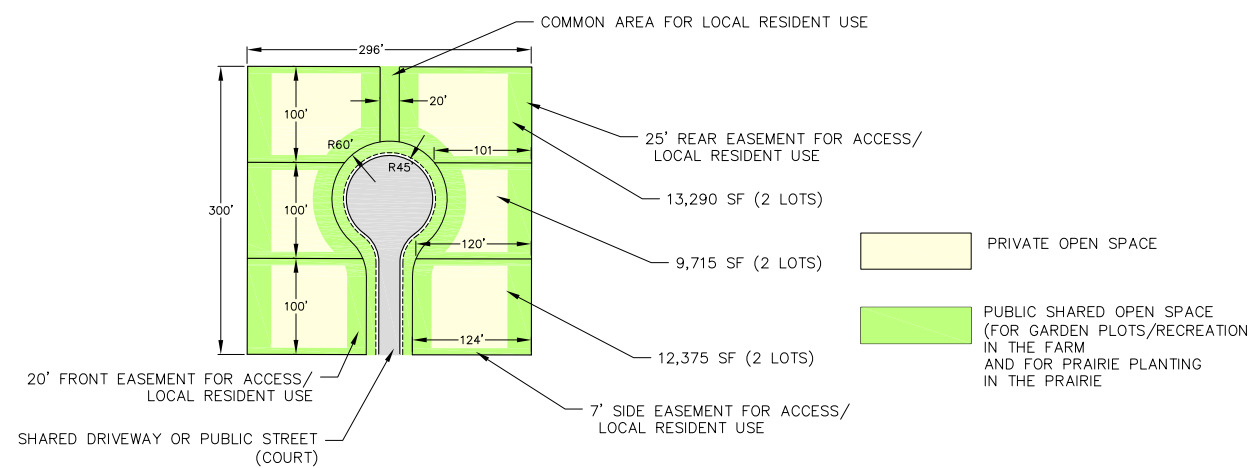 COMMON AREA FOR LOCAL RESIDENT USE
296'
100'
20'
25' REAR EASEMENT FOR ACCESS/
LOCAL RESIDENT USE
R60'
R45'
101
13,290 SF (2 LOTS)
300'
100'
120'
9,715 SF (2 LOTS)
PRIVATE OPEN SPACE
100'
124'
12,375 SF (2 LOTS)
PUBLIC SHARED OPEN SPACE
(FOR GARDEN PLOTS/RECREATION
IN THE FARM
AND FOR PRAIRIE PLANTING
IN THE PRAIRIE
20' FRONT EASEMENT FOR ACCESS/
LOCAL RESIDENT USE
7' SIDE EASEMENT FOR ACCESS/
LOCAL RESIDENT USE
SHARED DRIVEWAY OR PUBLIC STREET
(COURT)